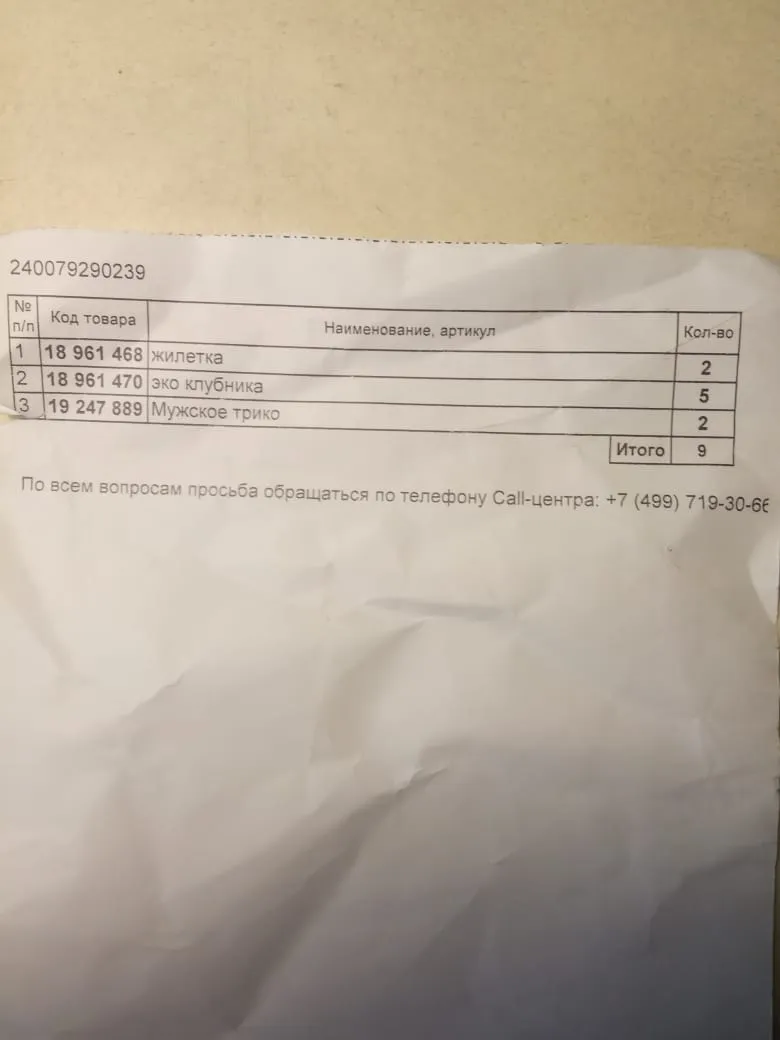 240079290239
№ п/п Код товара Наименование, артикул Кол-во
1 18 961 468 жилетка 2
2 18 961 470 эко клубника 5
3 19 247 889 Мужское трико 2
Итого 9
По всем вопросам просьба обращаться по телефону Call-центра: +7 (499) 719-30-66